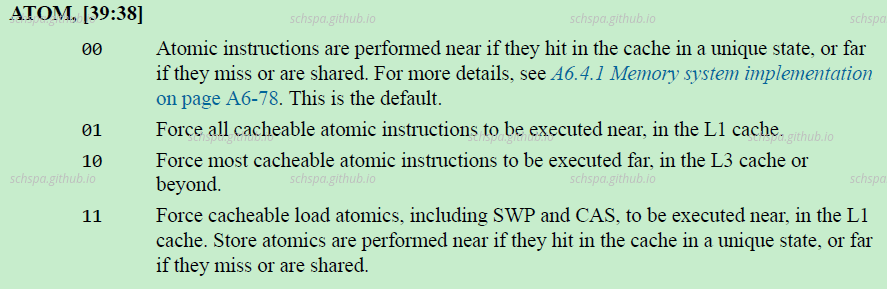 ATOM, [39:38]
schspa.github.io schspa.github.io schspa.github.io schspa
00 Atomic instructions are performed near if they hit in the cache in a unique state, or far
if they miss or are shared. For more details, see A6.4.1 Memory system implementation
on page A6-78. This is the default.
01 Force all cacheable atomic instructions to be executed near, in the L1 cache.
schspa.github.io schspa.github.io schspa.github.io
10 Force most cacheable atomic instructions to be executed far, in the L3 cache or
schspa.github.io schspa.github.io schspa.github.io schspa
beyond.
11 Force cacheable load atomics, including SWP and CAS, to be executed near, in the L1
cache. Store atomics are performed near if they hit in the cache in a unique state, or far
if they miss or are shared.